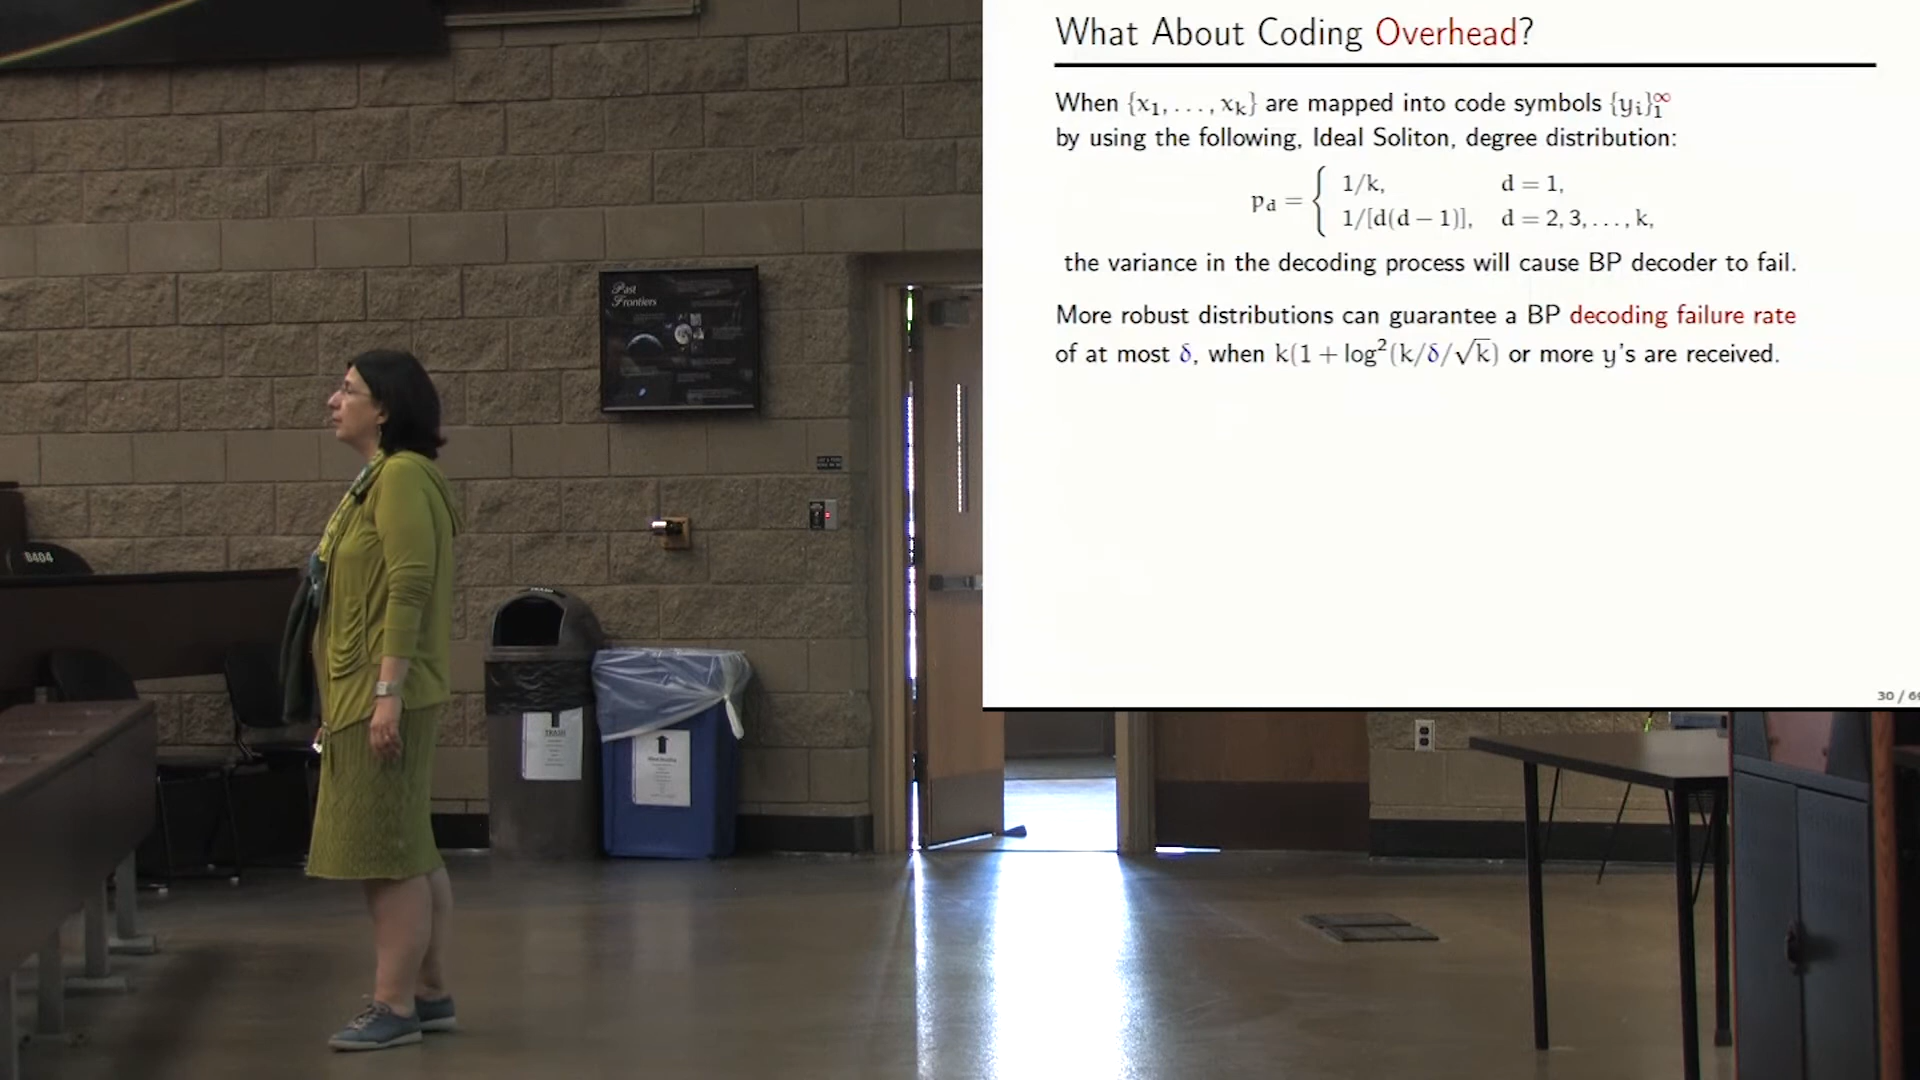 What About Coding Overhead?
When {x₁, . . . , xₖ} are mapped into code symbols {yᵢ}₁^∞
by using the following, Ideal Soliton, degree distribution:
p_d = { 1/k, d = 1,
1/[d(d − 1)], d = 2, 3, . . . , k,
the variance in the decoding process will cause BP decoder to fail.
More robust distributions can guarantee a BP decoding failure rate
of at most δ, when k(1 + log²(k/δ/√k) or more y's are received.
30 / 6
Past
Frontiers
8404
TRASH